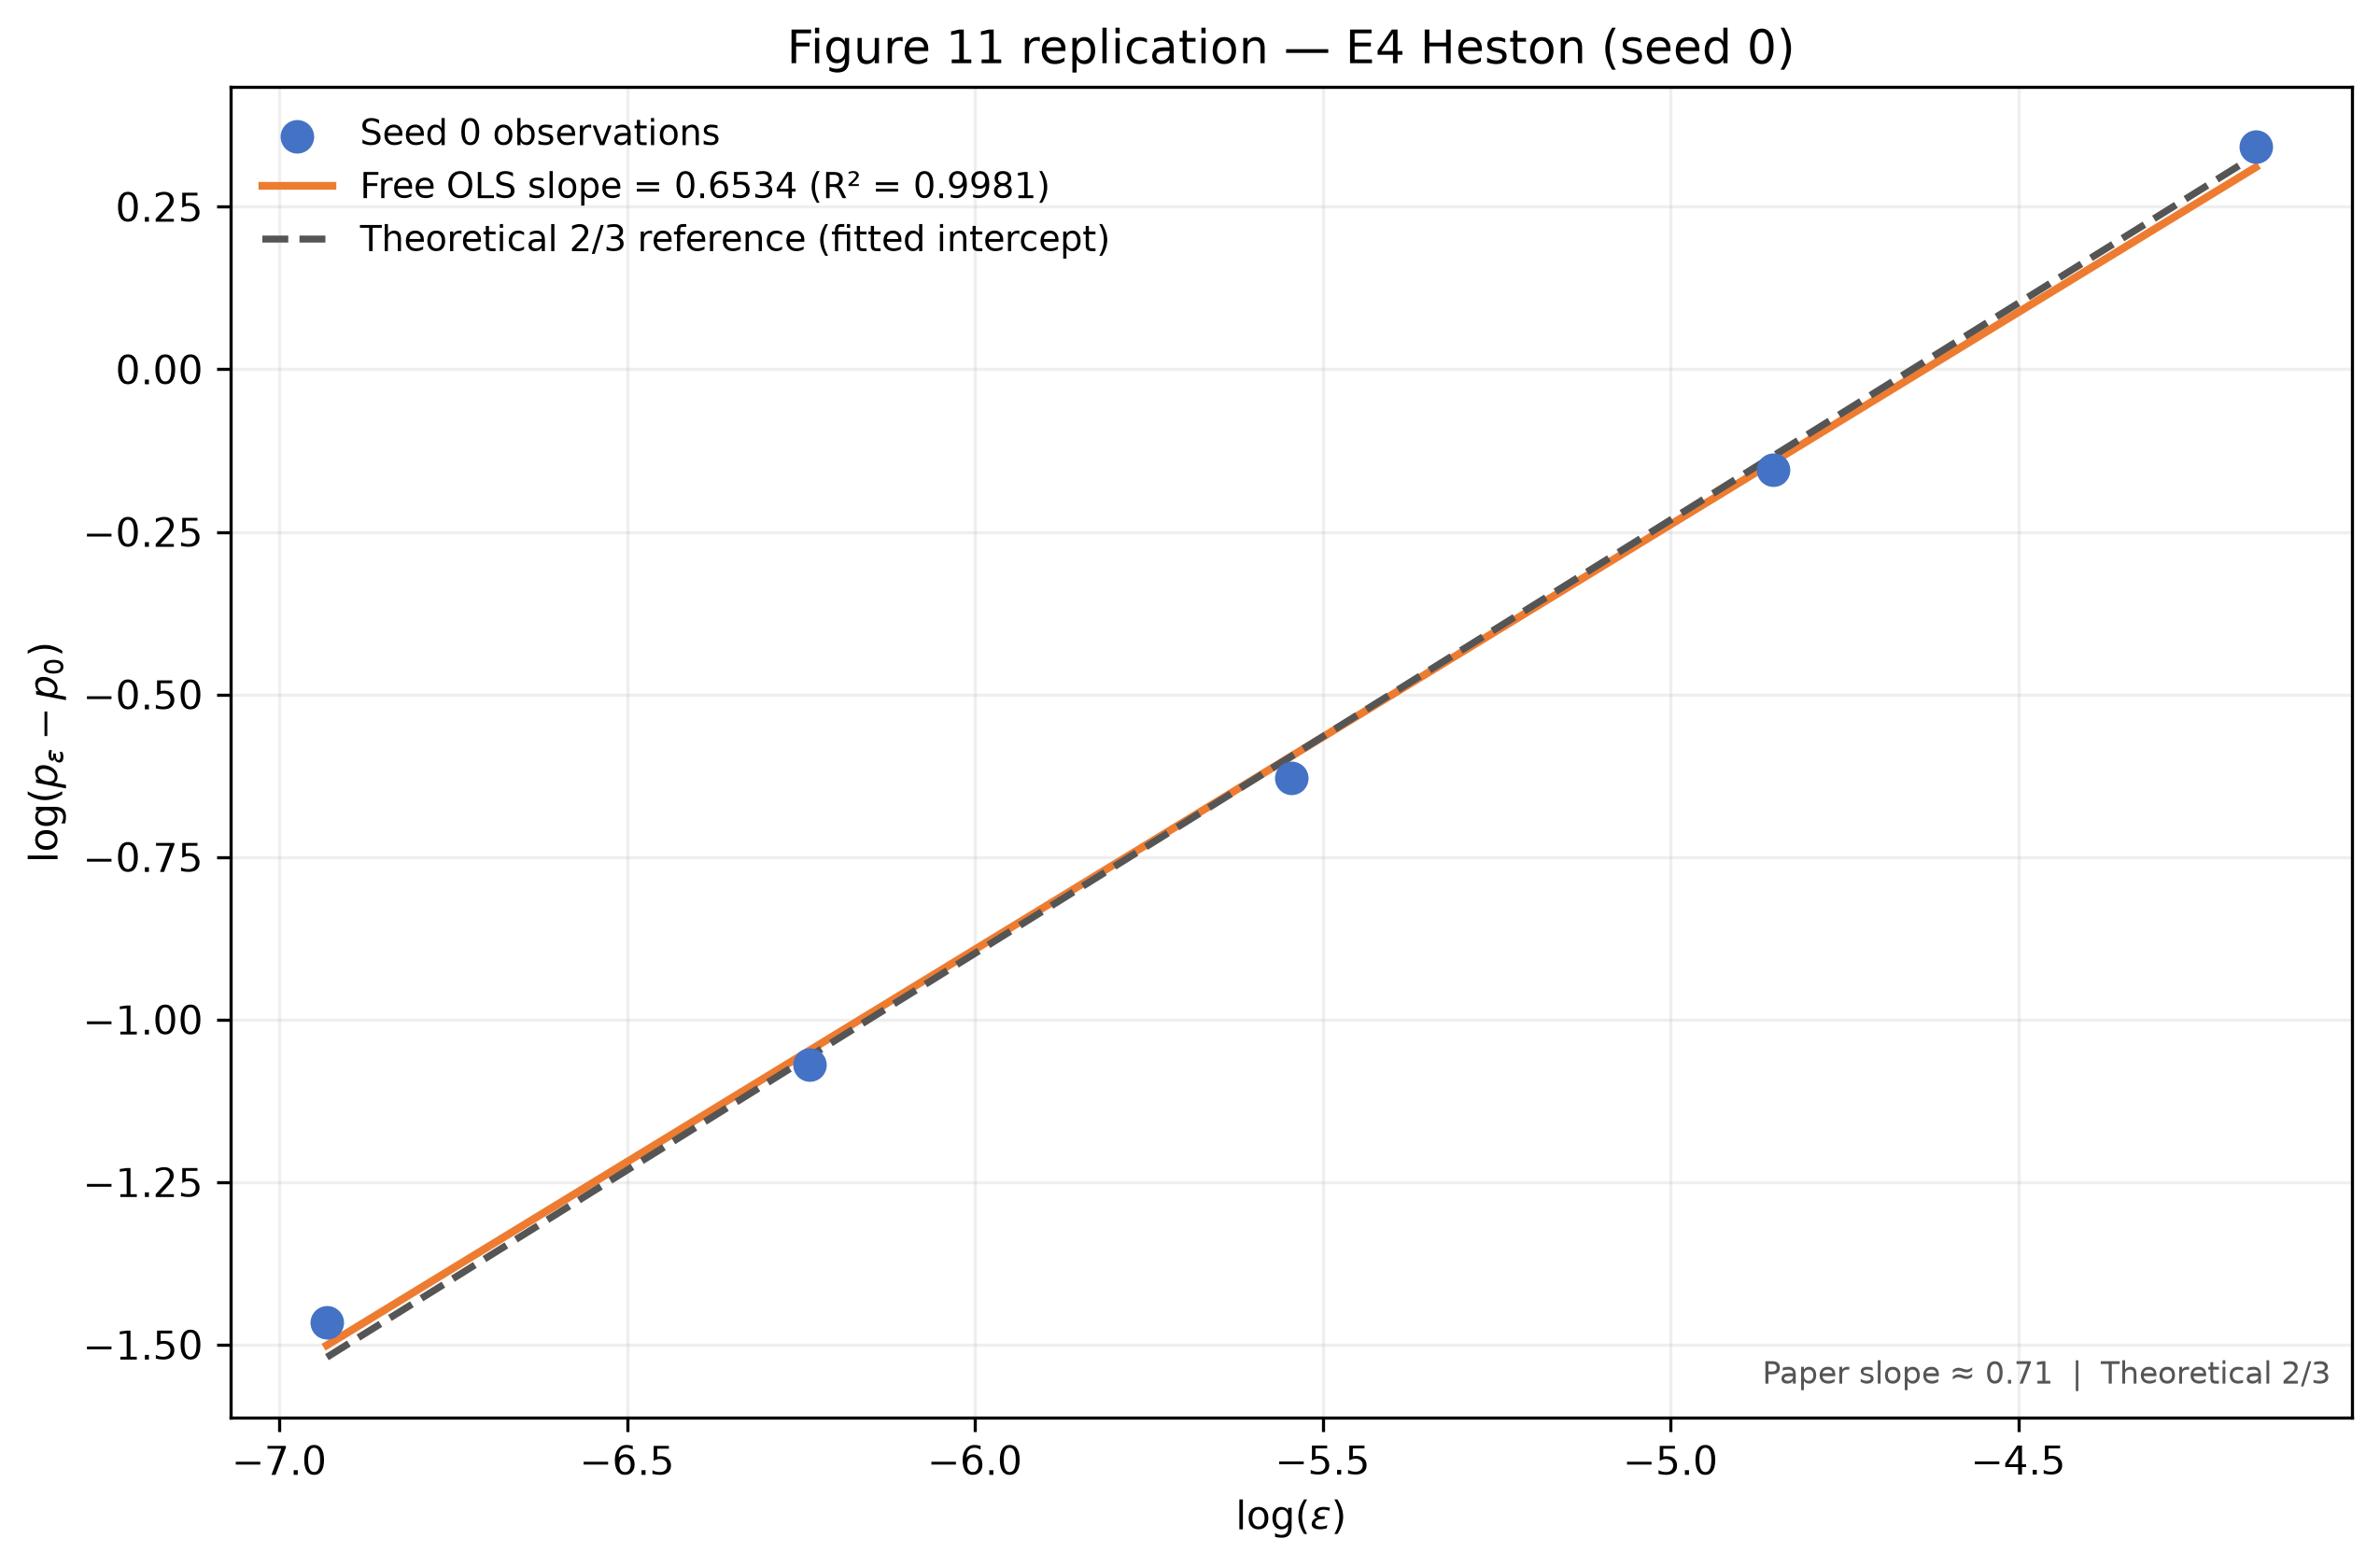 Figure 11 replication — E4 Heston (seed 0)
Seed 0 observations
Free OLS slope = 0.6534 (R² = 0.9981)
Theoretical 2/3 reference (fitted intercept)
0.25
0.00
−0.25
−0.50
−0.75
−1.00
−1.25
−1.50
log(pε − p0)
Paper slope ≈ 0.71 | Theoretical 2/3
−7.0 −6.5 −6.0 −5.5 −5.0 −4.5
log(ε)